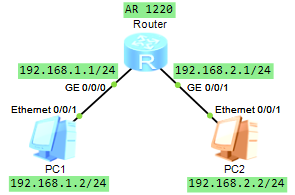 AR 1220
Router
192.168.1.1/24
192.168.2.1/24
R
GE 0/0/0
GE 0/0/1
Ethernet 0/0/1
Ethernet 0/0/1
PC1
PC2
192.168.1.2/24
192.168.2.2/24